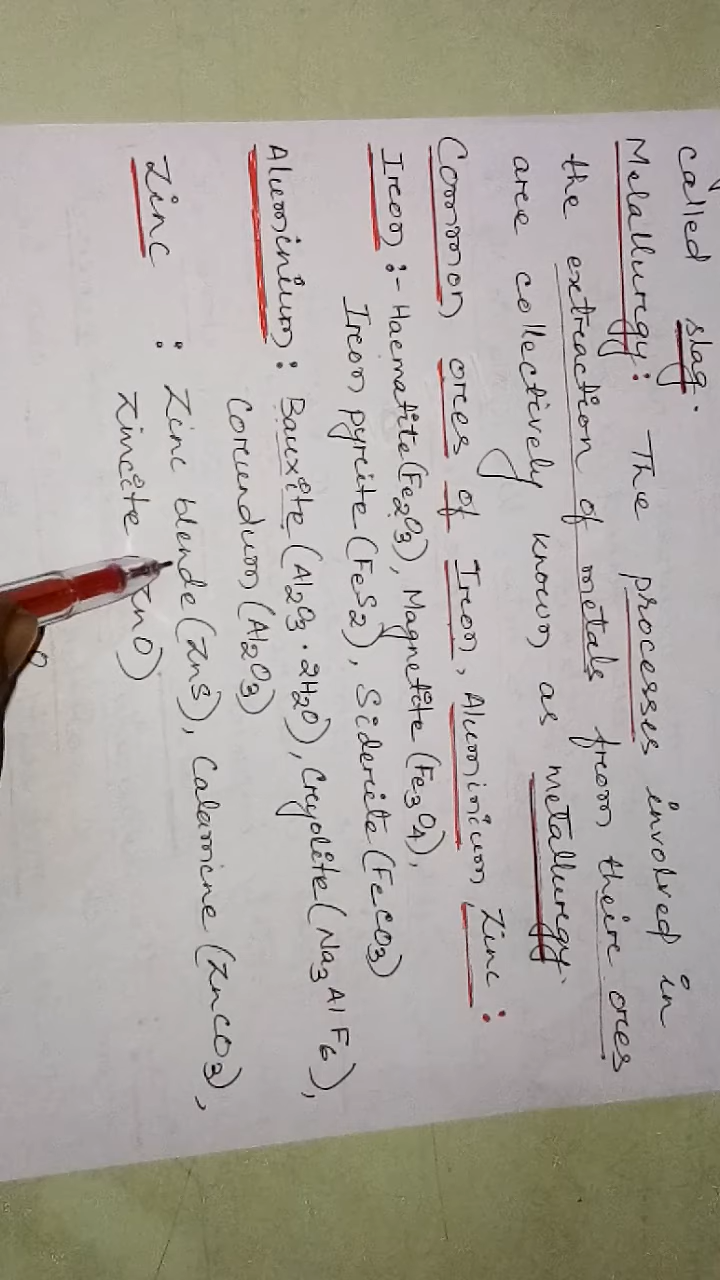 called slag.
Metallurgy: The processes involved in
the extraction of metals from their ores
are collectively known as metallurgy.
Common ores of Iron, Aluminium, Zinc:
Iron :- Haematite (Fe2O3), Magnetite (Fe3O4),
Iron pyrite (FeS2), Siderite (FeCO3)
Aluminium : Bauxite (Al2O3 · 2H2O), Cryolite (Na3AlF6),
Corundum (Al2O3)
Zinc : Zinc blende (ZnS), Calamine (ZnCO3),
Zincite ZnO)